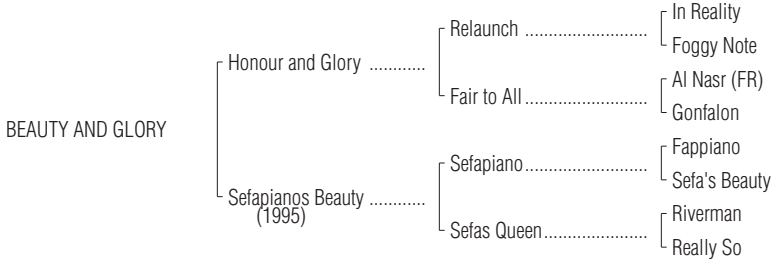 In Reality
Relaunch ..........................
Foggy Note
Honour and Glory ............
Al Nasr (FR)
Fair to All ..........................
Gonfalon
BEAUTY AND GLORY
Fappiano
Sefapiano..........................
Sefa's Beauty
Sefapianos Beauty ............
(1995)
Riverman
Sefas Queen......................
Really So